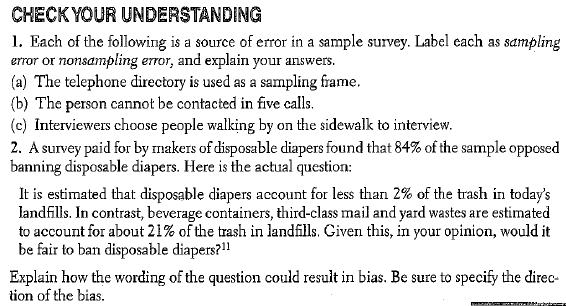 CHECK YOUR UNDERSTANDING
1. Each of the following is a source of error in a sample survey. Label each as sampling
error or nonsampling error, and explain your answers.
(a) The telephone directory is used as a sampling frame.
(b) The person cannot be contacted in five calls.
(c) Interviewers choose people walking by on the sidewalk to interview.
2. A survey paid for by makers of disposable diapers found that 84% of the sample opposed
banning disposable diapers. Here is the actual question:
It is estimated that disposable diapers account for less than 2% of the trash in today's
landfills. In contrast, beverage containers, third-class mail and yard wastes are estimated
to account for about 21% of the trash in landfills. Given this, in your opinion, would it
be fair to ban disposable diapers?11
Explain how the wording of the question could result in bias. Be sure to specify the direc-
tion of the bias.